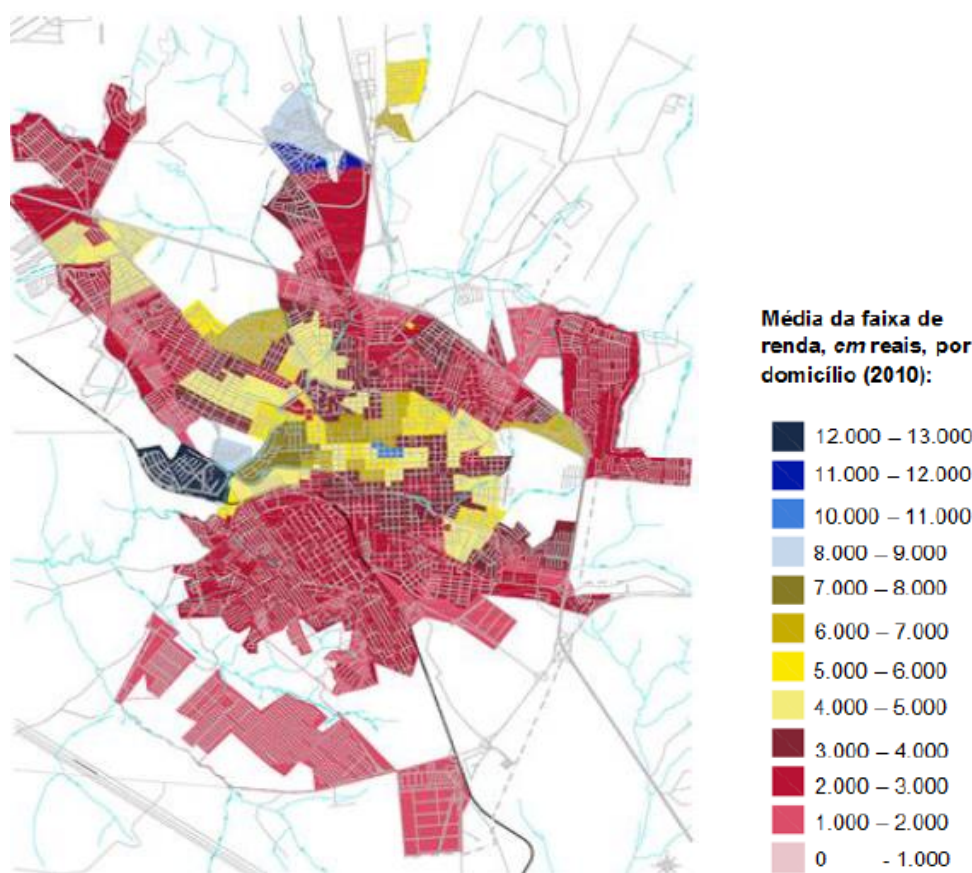 Média da faixa de
renda, em reais, por
domicílio (2010):
12.000 – 13.000
11.000 – 12.000
10.000 – 11.000
8.000 – 9.000
7.000 – 8.000
6.000 – 7.000
5.000 – 6.000
4.000 – 5.000
3.000 – 4.000
2.000 – 3.000
1.000 – 2.000
0 - 1.000